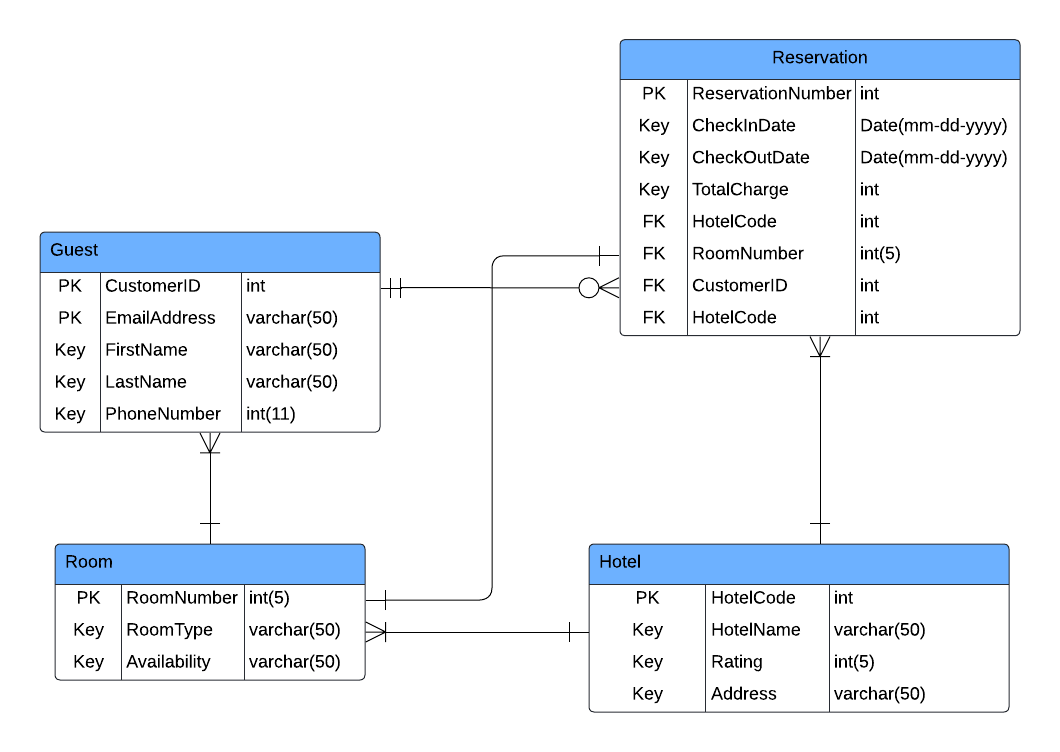 Reservation
PK ReservationNumber int
Key CheckInDate Date(mm-dd-yyyy)
Key CheckOutDate Date(mm-dd-yyyy)
Key TotalCharge int
FK HotelCode int
FK RoomNumber int(5)
FK CustomerID int
FK HotelCode int
Guest
PK CustomerID int
PK EmailAddress varchar(50)
Key FirstName varchar(50)
Key LastName varchar(50)
Key PhoneNumber int(11)
Room
PK RoomNumber int(5)
Key RoomType varchar(50)
Key Availability varchar(50)
Hotel
PK HotelCode int
Key HotelName varchar(50)
Key Rating int(5)
Key Address varchar(50)